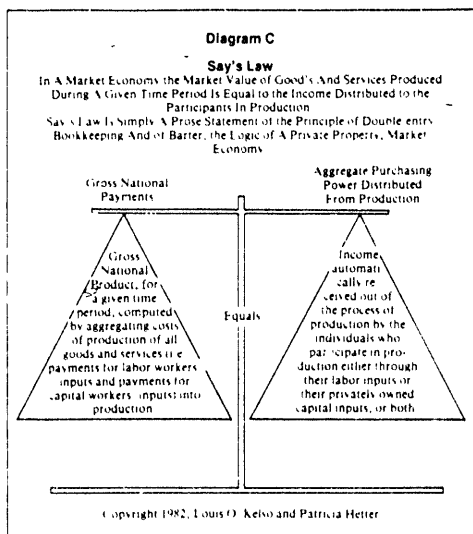 Diagram C
Say's Law
In A Market Economy the Market Value of Good's And Services Produced
During A Given Time Period Is Equal to the Income Distributed to the
Participants In Production
Say's Law Is Simply A Prose Statement of the Principle of Double entry
Bookkeeping And of Barter, the Logic of A Private Property, Market
Economy
Gross National
Payments
Aggregate Purchasing
Power Distributed
From Production
Gross
National
Product, for
a given time
period, computed
by aggregating costs
of production of all
goods and services (i.e.
payments for labor workers'
inputs and payments for
capital workers' inputs) into
production
Equals
Income
automati
cally re
ceived out of
the process of
production by the
individuals who
participate in pro-
duction either through
their labor inputs or
their privately owned
capital inputs, or both
Copyright 1982, Louis O. Kelso and Patricia Hetter